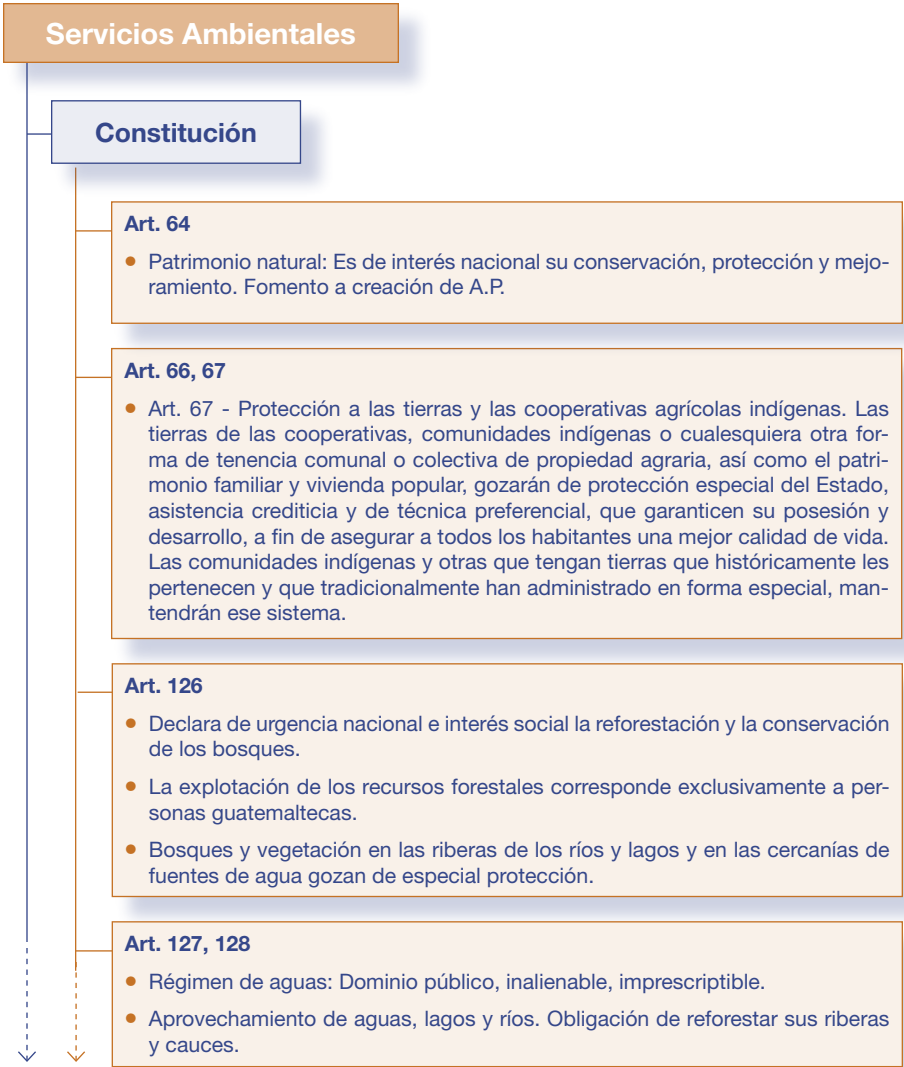 Servicios Ambientales
Constitución
Art. 64
• Patrimonio natural: Es de interés nacional su conservación, protección y mejo-
ramiento. Fomento a creación de A.P.
Art. 66, 67
• Art. 67 - Protección a las tierras y las cooperativas agrícolas indígenas. Las
tierras de las cooperativas, comunidades indígenas o cualesquiera otra for-
ma de tenencia comunal o colectiva de propiedad agraria, así como el patri-
monio familiar y vivienda popular, gozarán de protección especial del Estado,
asistencia crediticia y de técnica preferencial, que garanticen su posesión y
desarrollo, a fin de asegurar a todos los habitantes una mejor calidad de vida.
Las comunidades indígenas y otras que tengan tierras que históricamente les
pertenecen y que tradicionalmente han administrado en forma especial, man-
tendrán ese sistema.
Art. 126
• Declara de urgencia nacional e interés social la reforestación y la conservación
de los bosques.
• La explotación de los recursos forestales corresponde exclusivamente a per-
sonas guatemaltecas.
• Bosques y vegetación en las riberas de los ríos y lagos y en las cercanías de
fuentes de agua gozan de especial protección.
Art. 127, 128
• Régimen de aguas: Dominio público, inalienable, imprescriptible.
• Aprovechamiento de aguas, lagos y ríos. Obligación de reforestar sus riberas
y cauces.